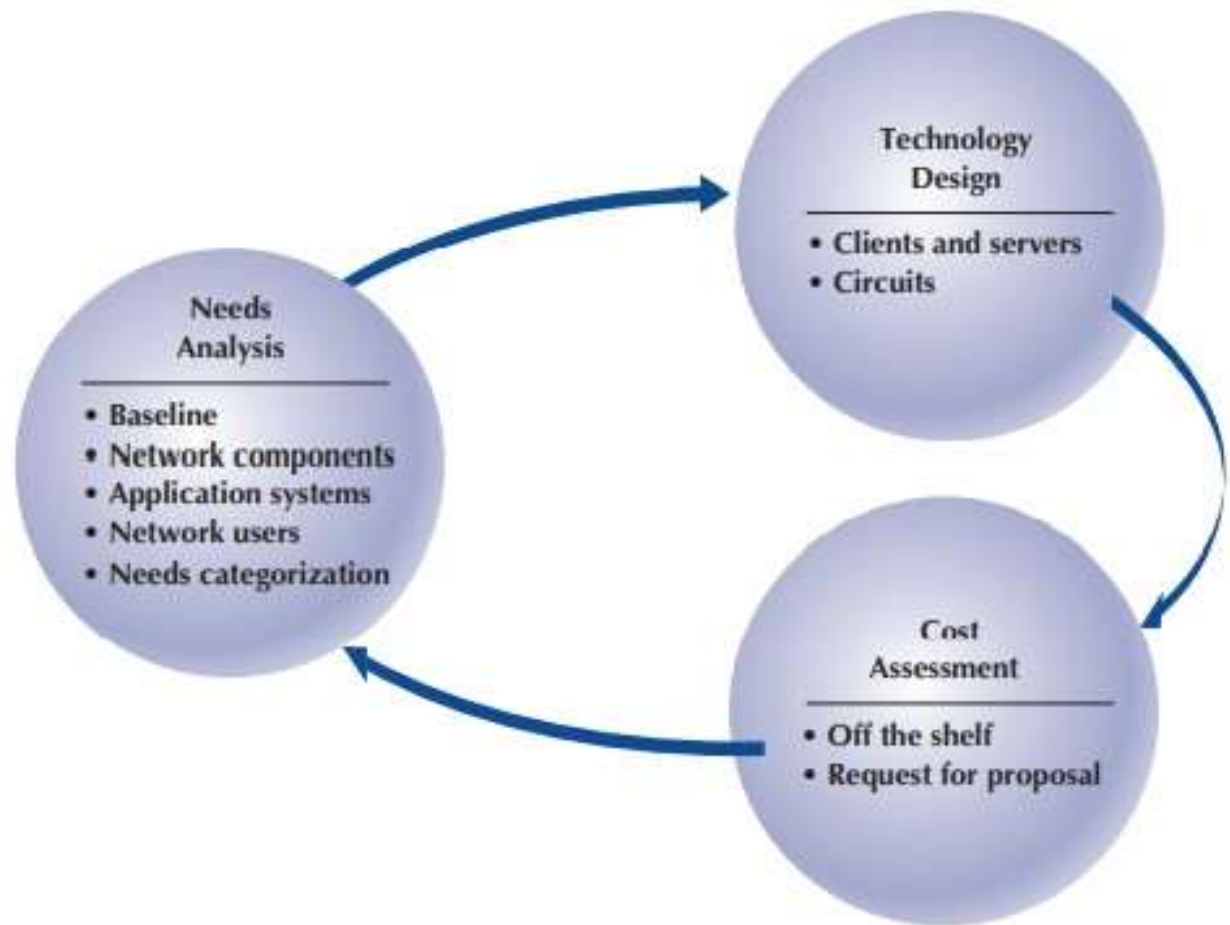 Needs
Analysis
• Baseline
• Network components
• Application systems
• Network users
• Needs categorization
Technology
Design
• Clients and servers
• Circuits
Cost
Assessment
• Off the shelf
• Request for proposal